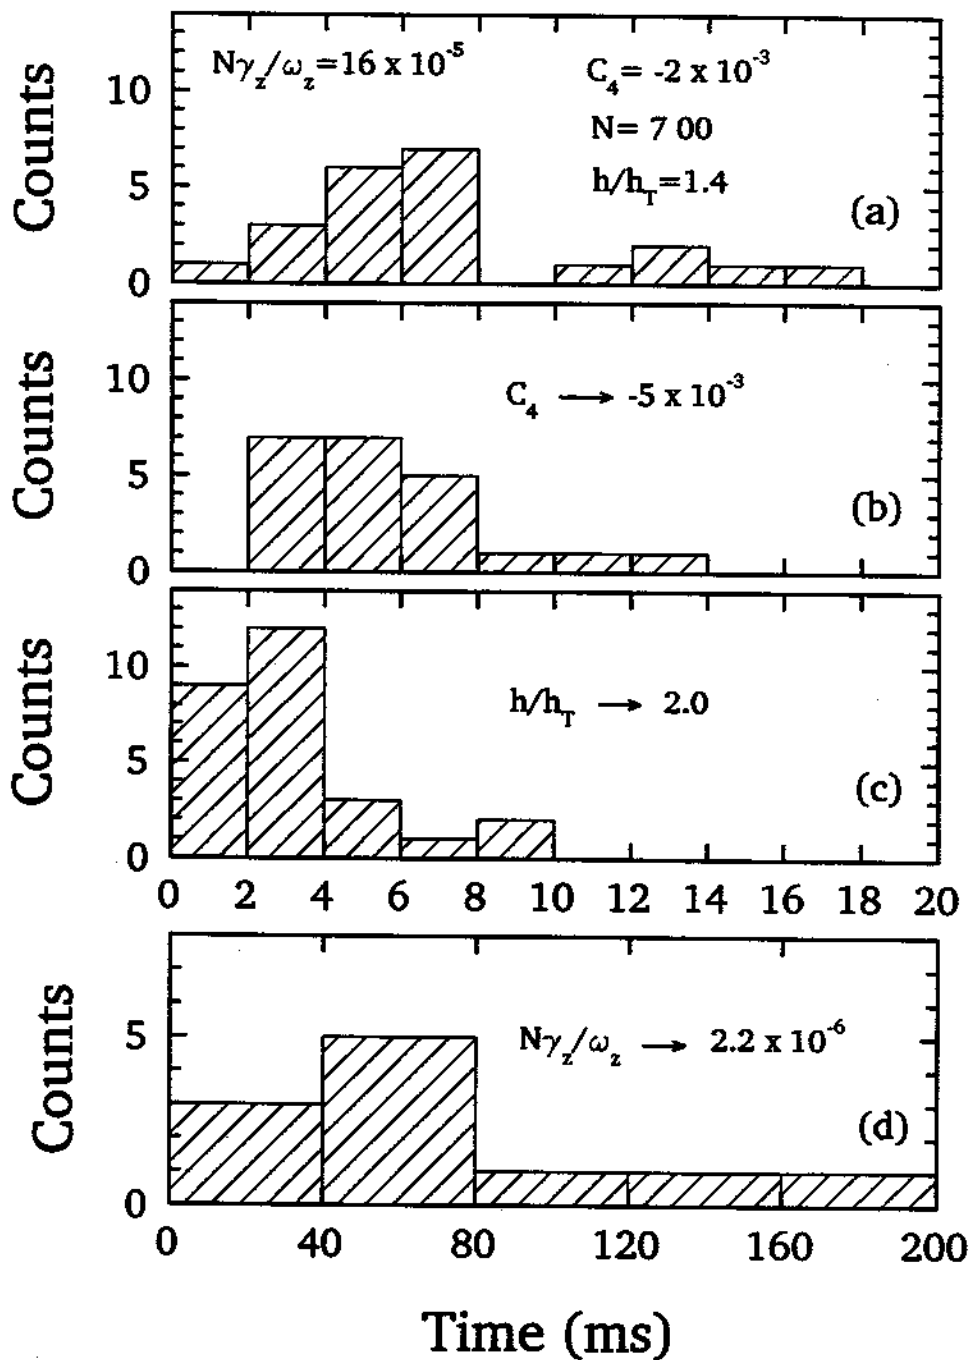 Nγz/ωz=16 x 10-5
C4= -2 x 10-3
N= 7 00
h/hT=1.4
(a)
Counts
10
5
0
C4 → -5 x 10-3
(b)
Counts
10
5
0
h/hT → 2.0
(c)
Counts
10
5
0
0 2 4 6 8 10 12 14 16 18 20
Nγz/ωz → 2.2 x 10-6
(d)
Counts
5
0
0 40 80 120 160 200
Time (ms)